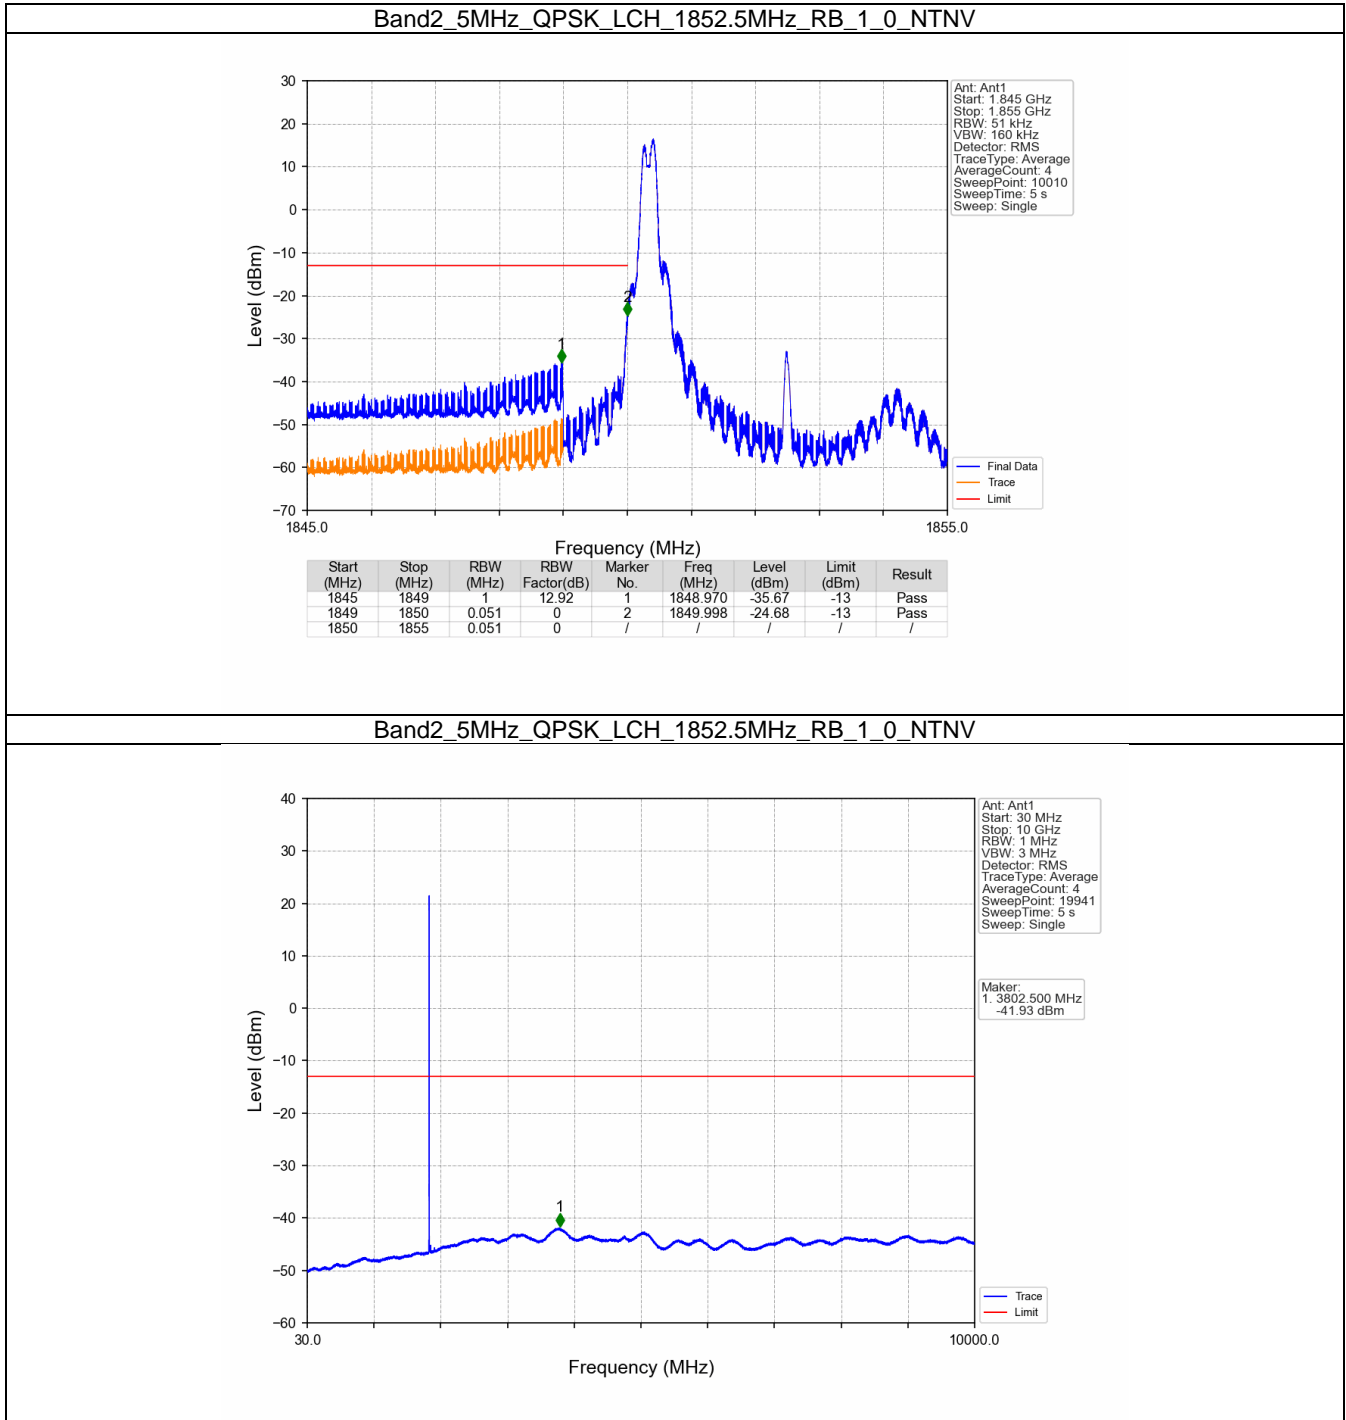 Band2_5MHz_QPSK_LCH_1852.5MHz_RB_1_0_NTNV
30
20
10
0
−10
−20
−30
−40
−50
−60
−70
Level (dBm)
1
2
1845.0
1855.0
Frequency (MHz)
Ant: Ant1
Start: 1.845 GHz
Stop: 1.855 GHz
RBW: 51 kHz
VBW: 160 kHz
Detector: RMS
TraceType: Average
AverageCount: 4
SweepPoint: 10010
SweepTime: 5 s
Sweep: Single
Final Data
Trace
Limit
Start (MHz) Stop (MHz) RBW (MHz) RBW Factor(dB) Marker No. Freq (MHz) Level (dBm) Limit (dBm) Result
1845 1849 1 12.92 1 1848.970 -35.67 -13 Pass
1849 1850 0.051 0 2 1849.998 -24.68 -13 Pass
1850 1855 0.051 0 / / / / /
Band2_5MHz_QPSK_LCH_1852.5MHz_RB_1_0_NTNV
40
30
20
10
0
−10
−20
−30
−40
−50
−60
Level (dBm)
1
30.0
10000.0
Frequency (MHz)
Ant: Ant1
Start: 30 MHz
Stop: 10 GHz
RBW: 1 MHz
VBW: 3 MHz
Detector: RMS
TraceType: Average
AverageCount: 4
SweepPoint: 19941
SweepTime: 5 s
Sweep: Single
Maker:
1. 3802.500 MHz
-41.93 dBm
Trace
Limit